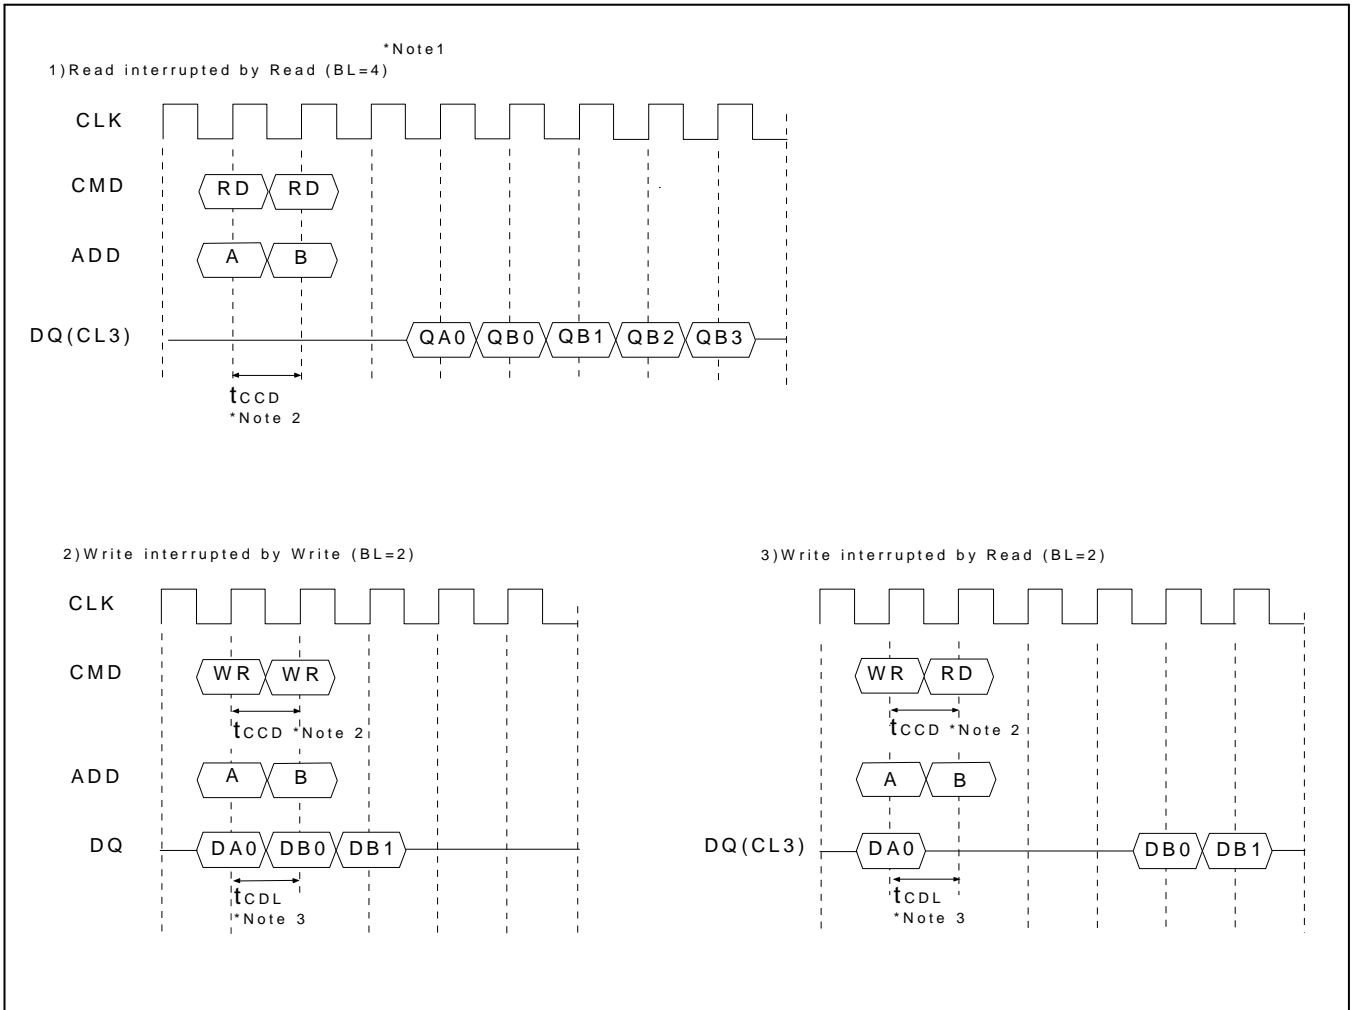 *Note1
1)Read interrupted by Read (BL=4)
CLK
CMD RD RD
ADD A B
DQ(CL3) QA0 QB0 QB1 QB2 QB3
tCCD
*Note 2
2)Write interrupted by Write (BL=2)
CLK
CMD WR WR
tCCD *Note 2
ADD A B
DQ DA0 DB0 DB1
tCDL
*Note 3
3)Write interrupted by Read (BL=2)
WR RD
tCCD *Note 2
A B
DQ(CL3) DA0 DB0 DB1
tCDL
*Note 3